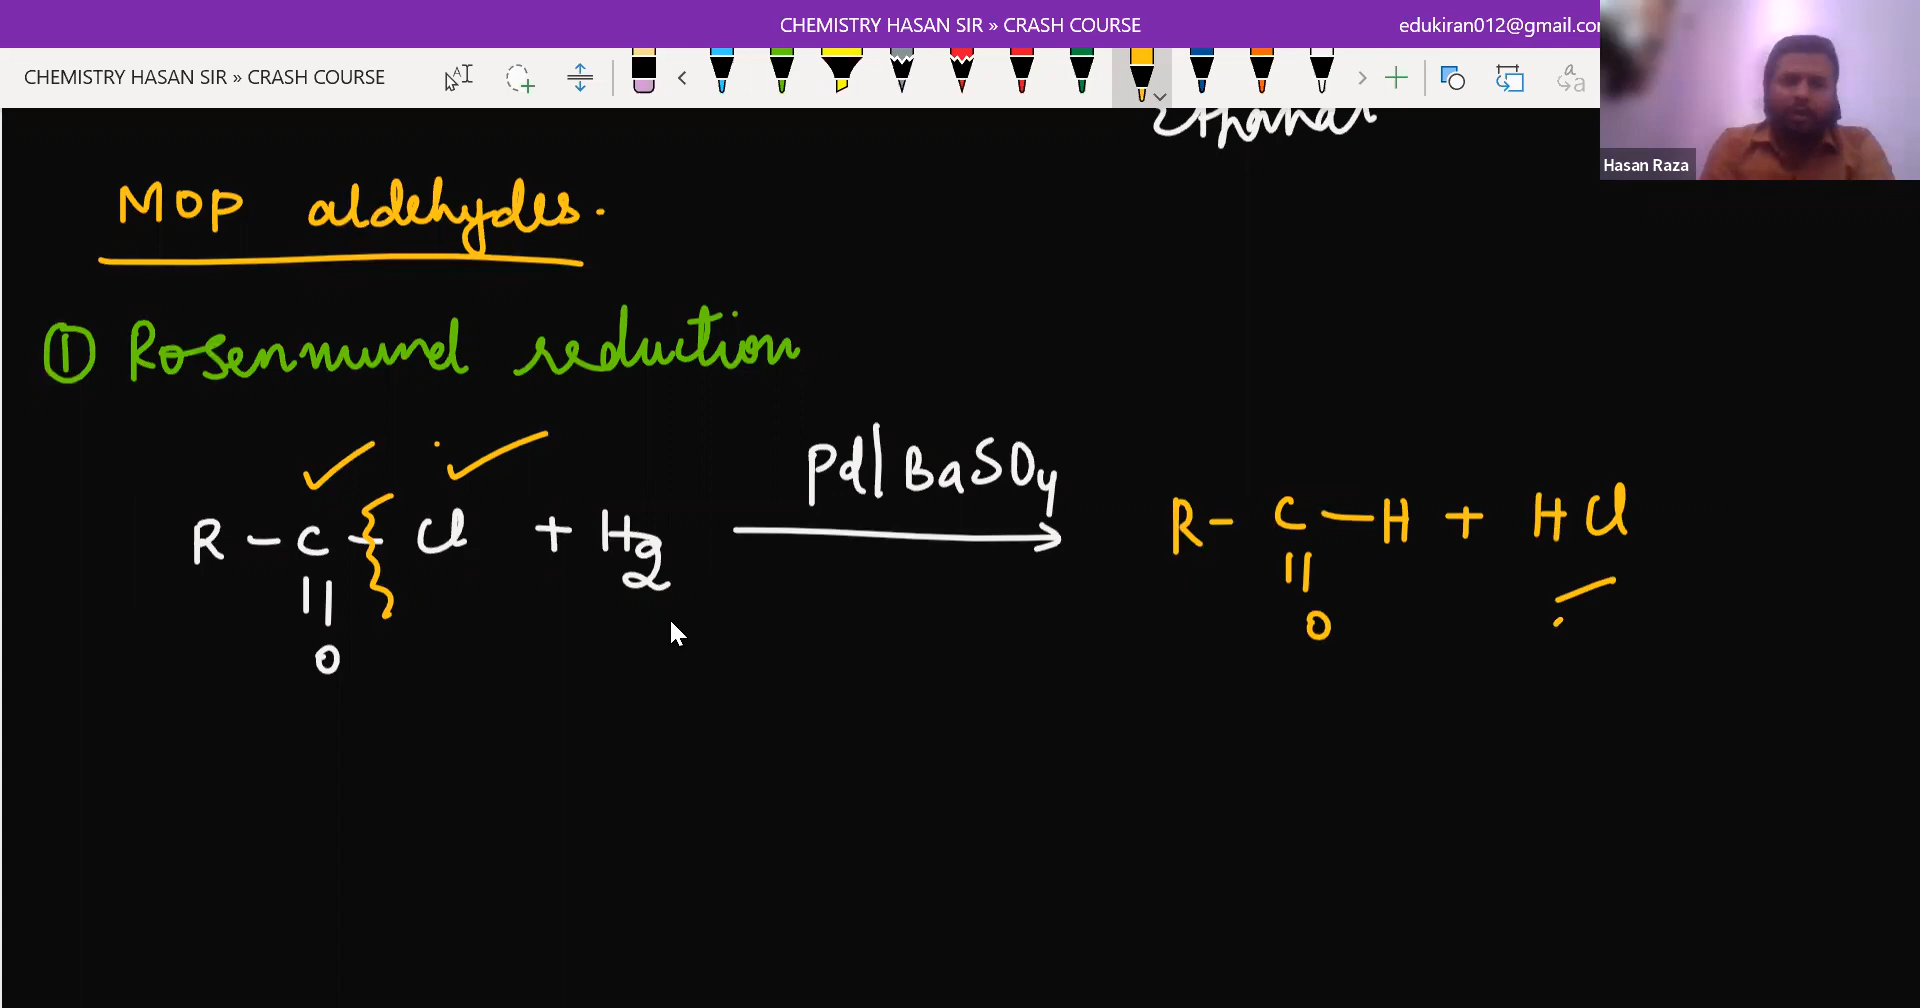 CHEMISTRY HASAN SIR » CRASH COURSE
edukiran012@gmail.co
CHEMISTRY HASAN SIR » CRASH COURSE
Hasan Raza
Ethanal
MOP aldehydes.
① Rosenmund reduction
R - C - Cl + H2 Pd|BaSO4 R - C - H + HCl
|| ||
O O